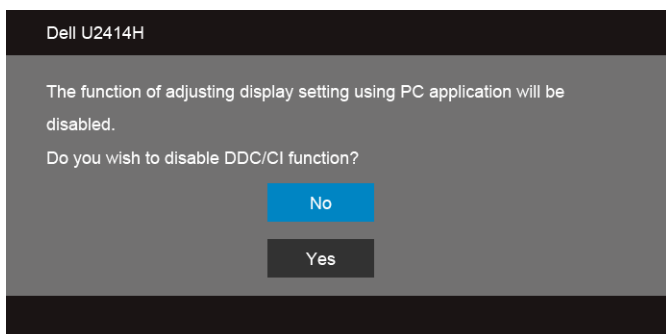 Dell U2414H
The function of adjusting display setting using PC application will be
disabled.
Do you wish to disable DDC/CI function?
No
Yes